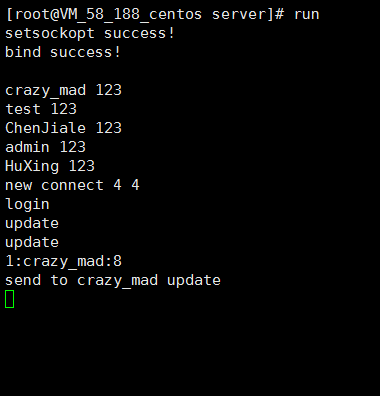 [root@VM_58_188_centos server]# run
setsockopt success!
bind success!
crazy_mad 123
test 123
ChenJiale 123
admin 123
HuXing 123
new connect 4 4
login
update
update
1:crazy_mad:8
send to crazy_mad update